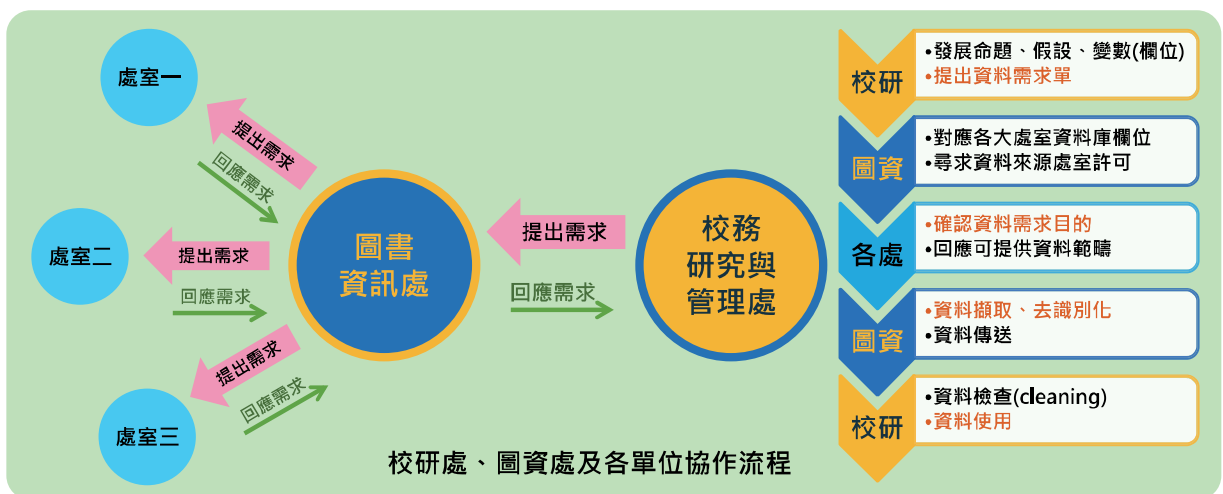 處室一
提出需求
回應需求
處室二
提出需求
回應需求
處室三
提出需求
回應需求
圖書
資訊處
提出需求
回應需求
校務
研究與
管理處
校研
•發展命題、假設、變數(欄位)
•提出資料需求單
圖資
•對應各大處室資料庫欄位
•尋求資料來源處室許可
各處
•確認資料需求目的
•回應可提供資料範疇
圖資
•資料擷取、去識別化
•資料傳送
校研
•資料檢查(cleaning)
•資料使用
校研處、圖資處及各單位協作流程